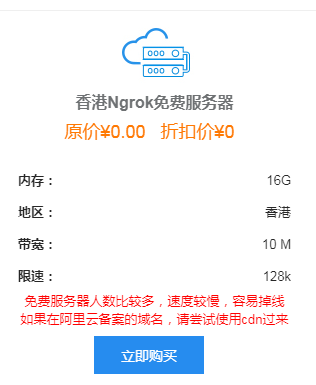 香港Ngrok免费服务器
原价¥0.00 折扣价¥0
内存： 16G
地区： 香港
带宽： 10 M
限速： 128k
免费服务器人数比较多，速度较慢，容易掉线
如果在阿里云备案的域名，请尝试使用cdn过来
立即购买